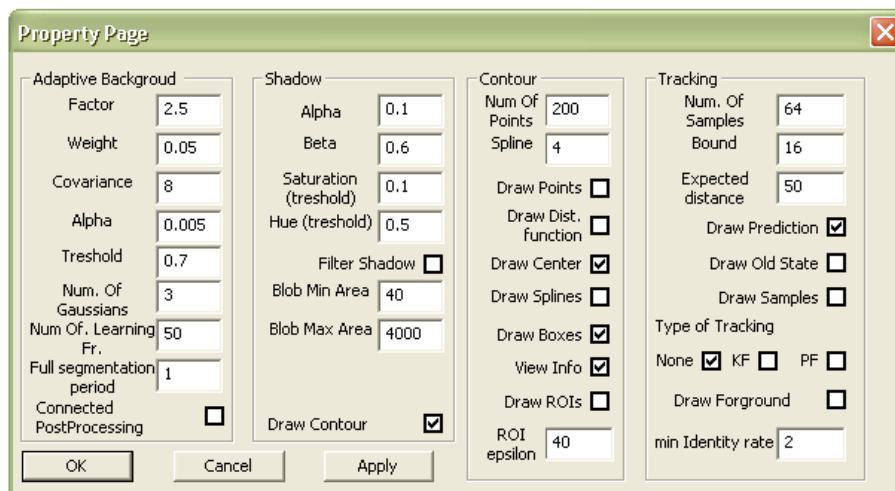 Property Page
Adaptive Backgroud
Factor 2.5
Weight 0.05
Covariance 8
Alpha 0.005
Treshold 0.7
Num. Of
Gaussians 3
Num Of. Learning
Fr. 50
Full segmentation
period 1
Connected
PostProcessing
Shadow
Alpha 0.1
Beta 0.6
Saturation
(treshold) 0.1
Hue (treshold) 0.5
Filter Shadow
Blob Min Area 40
Blob Max Area 4000
Draw Contour
Contour
Num Of
Points 200
Spline 4
Draw Points
Draw Dist.
function
Draw Center
Draw Splines
Draw Boxes
View Info
Draw ROIs
ROI
epsilon 40
Tracking
Num. Of
Samples 64
Bound 16
Expected
distance 50
Draw Prediction
Draw Old State
Draw Samples
Type of Tracking
None KF PF
Draw Forground
min Identity rate 2
OK Cancel Apply